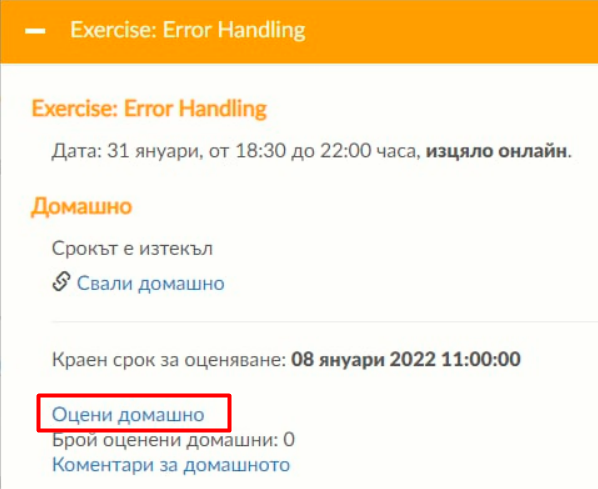 Exercise: Error Handling
Exercise: Error Handling
Дата: 31 януари, от 18:30 до 22:00 часа, изцяло онлайн.
Домашно
Срокът е изтекъл
Свали домашно
Краен срок за оценяване: 08 януари 2022 11:00:00
Оцени домашно
Брой оценени домашни: 0
Коментари за домашното